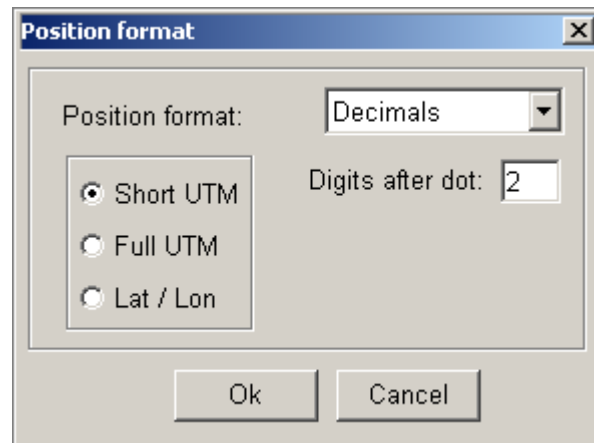 Position format
Position format: Decimals
Digits after dot: 2
Short UTM
Full UTM
Lat / Lon
Ok Cancel